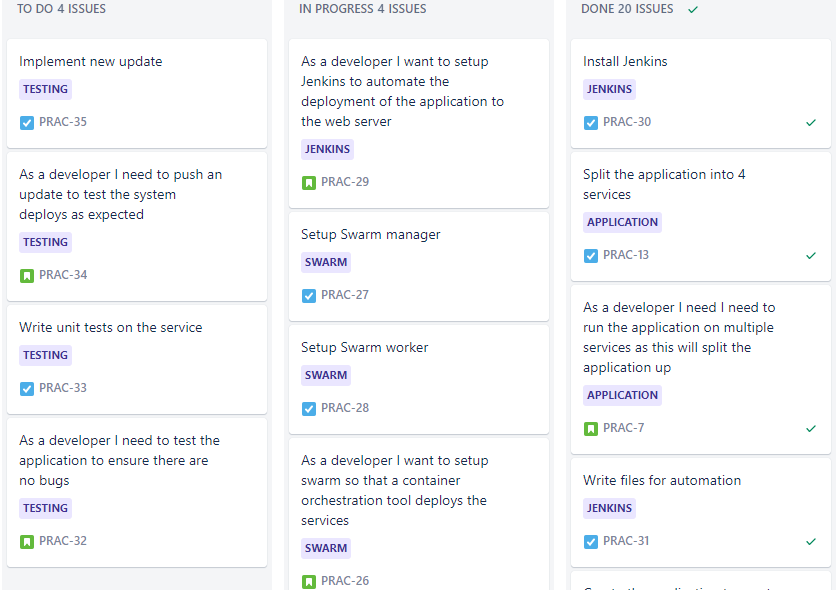 TO DO 4 ISSUES
Implement new update
TESTING
PRAC-35
As a developer I need to push an
update to test the system
deploys as expected
TESTING
PRAC-34
Write unit tests on the service
TESTING
PRAC-33
As a developer I need to test the
application to ensure there are
no bugs
TESTING
PRAC-32
IN PROGRESS 4 ISSUES
As a developer I want to setup
Jenkins to automate the
deployment of the application to
the web server
JENKINS
PRAC-29
Setup Swarm manager
SWARM
PRAC-27
Setup Swarm worker
SWARM
PRAC-28
As a developer I want to setup
swarm so that a container
orchestration tool deploys the
services
SWARM
PRAC-26
DONE 20 ISSUES
Install Jenkins
JENKINS
PRAC-30
Split the application into 4
services
APPLICATION
PRAC-13
As a developer I need I need to
run the application on multiple
services as this will split the
application up
APPLICATION
PRAC-7
Write files for automation
JENKINS
PRAC-31